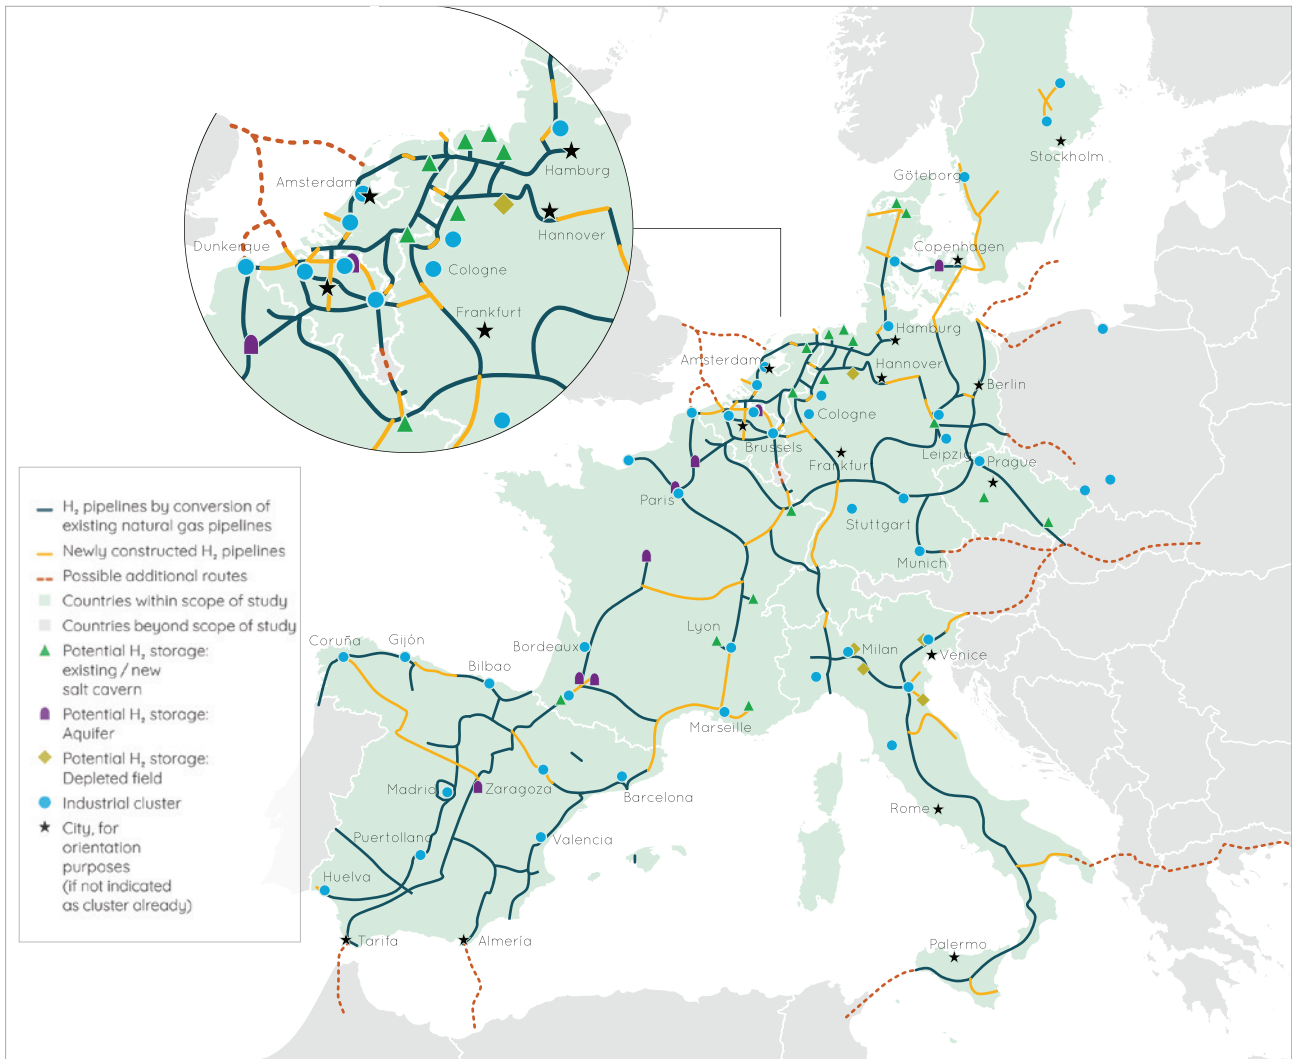 Amsterdam
Hamburg
Hannover
Dunkerque
Cologne
Frankfurt
Stockholm
Göteborg
Copenhagen
Hamburg
Amsterdam
Hannover
Berlin
Cologne
Brussels
Leipzig
Frankfurt
Prague
Paris
Stuttgart
Munich
H₂ pipelines by conversion of
existing natural gas pipelines
Newly constructed H₂ pipelines
Possible additional routes
Countries within scope of study
Countries beyond scope of study
Potential H₂ storage:
existing / new
salt cavern
Potential H₂ storage:
Aquifer
Potential H₂ storage:
Depleted field
Industrial cluster
City, for
orientation
purposes
(if not indicated
as cluster already)
Lyon
Coruña
Gijón
Bordeaux
Bilbao
Milan
Venice
Marseille
Madrid
Zaragoza
Barcelona
Rome
Puertollano
Valencia
Huelva
Tarifa
Almería
Palermo